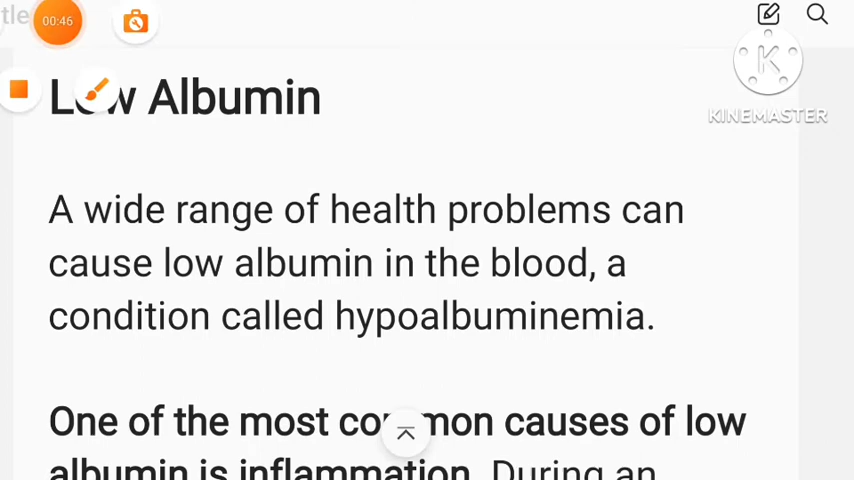 tle
00:46
Low Albumin
K
KINEMASTER
A wide range of health problems can
cause low albumin in the blood, a
condition called hypoalbuminemia.
One of the most common causes of low
albumin is inflammation. During an